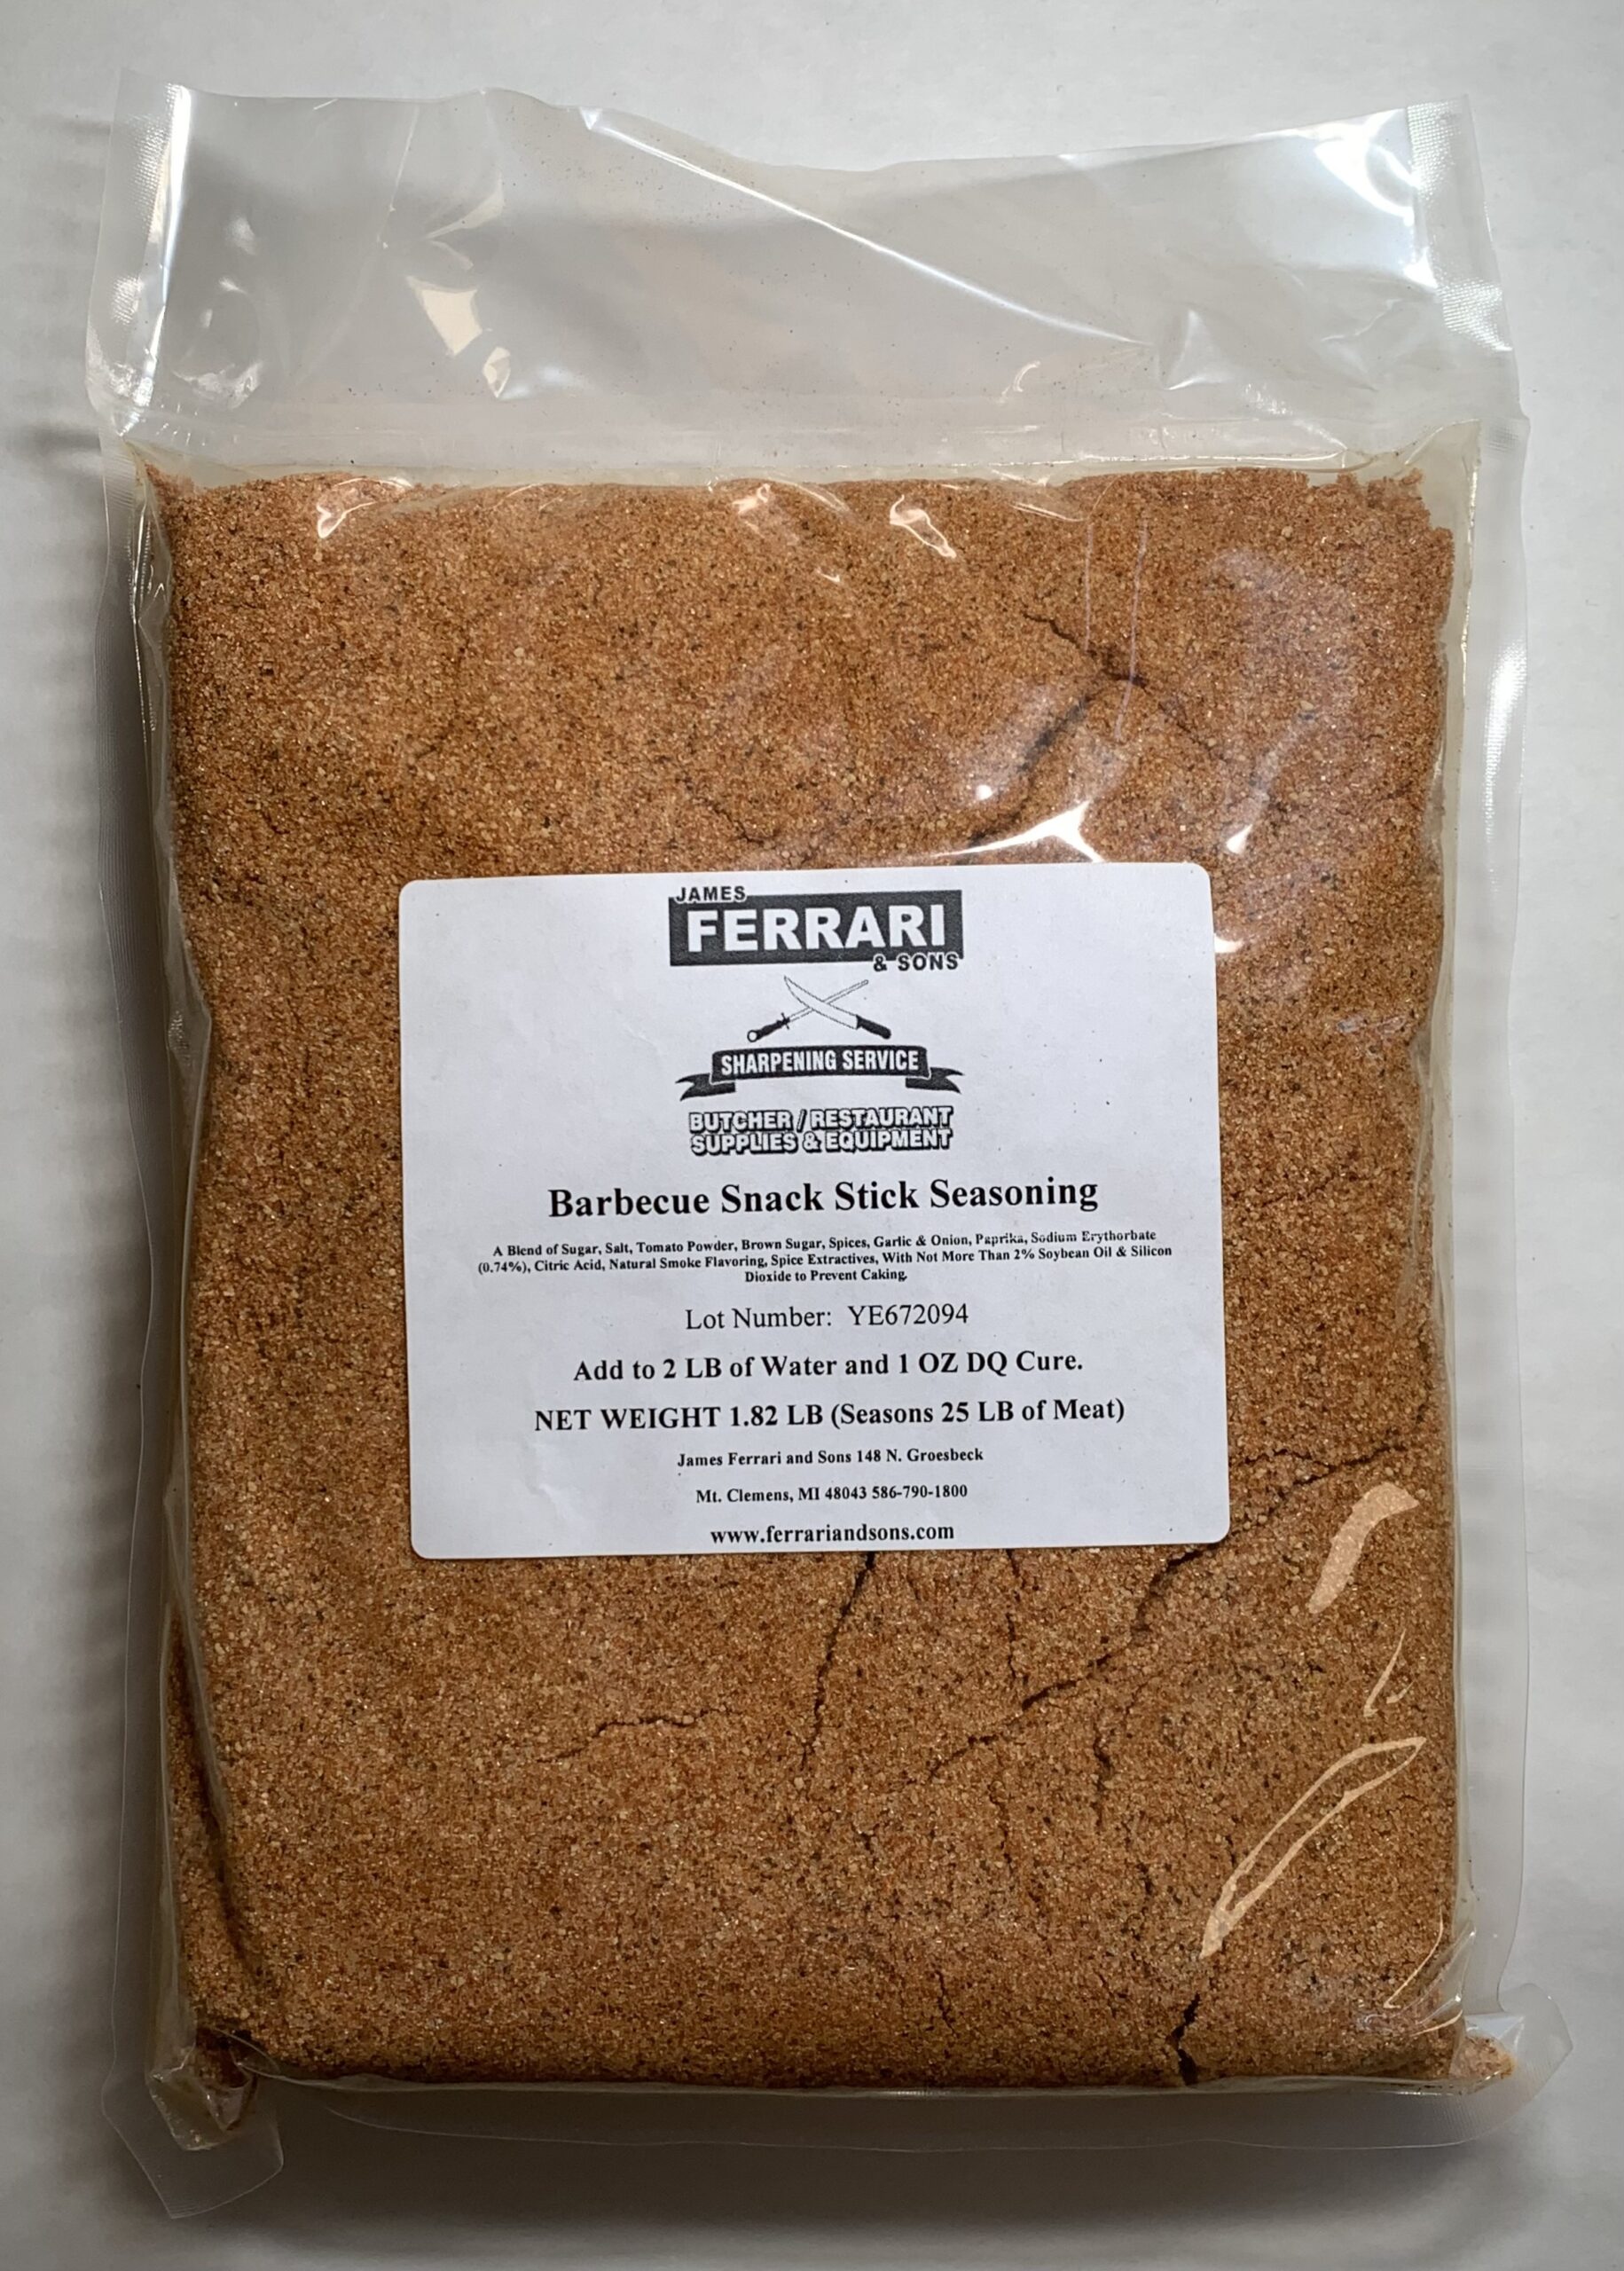 JAMES
FERRARI
& SONS
SHARPENING SERVICE
BUTCHER / RESTAURANT
SUPPLIES & EQUIPMENT
Barbecue Snack Stick Seasoning
A Blend of Sugar, Salt, Tomato Powder, Brown Sugar, Spices, Garlic & Onion, Paprika, Sodium Erythorbate
(0.74%), Citric Acid, Natural Smoke Flavoring, Spice Extractives, With Not More Than 2% Soybean Oil & Silicon
Dioxide to Prevent Caking.
Lot Number: YE672094
Add to 2 LB of Water and 1 OZ DQ Cure.
NET WEIGHT 1.82 LB (Seasons 25 LB of Meat)
James Ferrari and Sons 148 N. Groesbeck
Mt. Clemens, MI 48043 586-790-1800
www.ferrariandsons.com